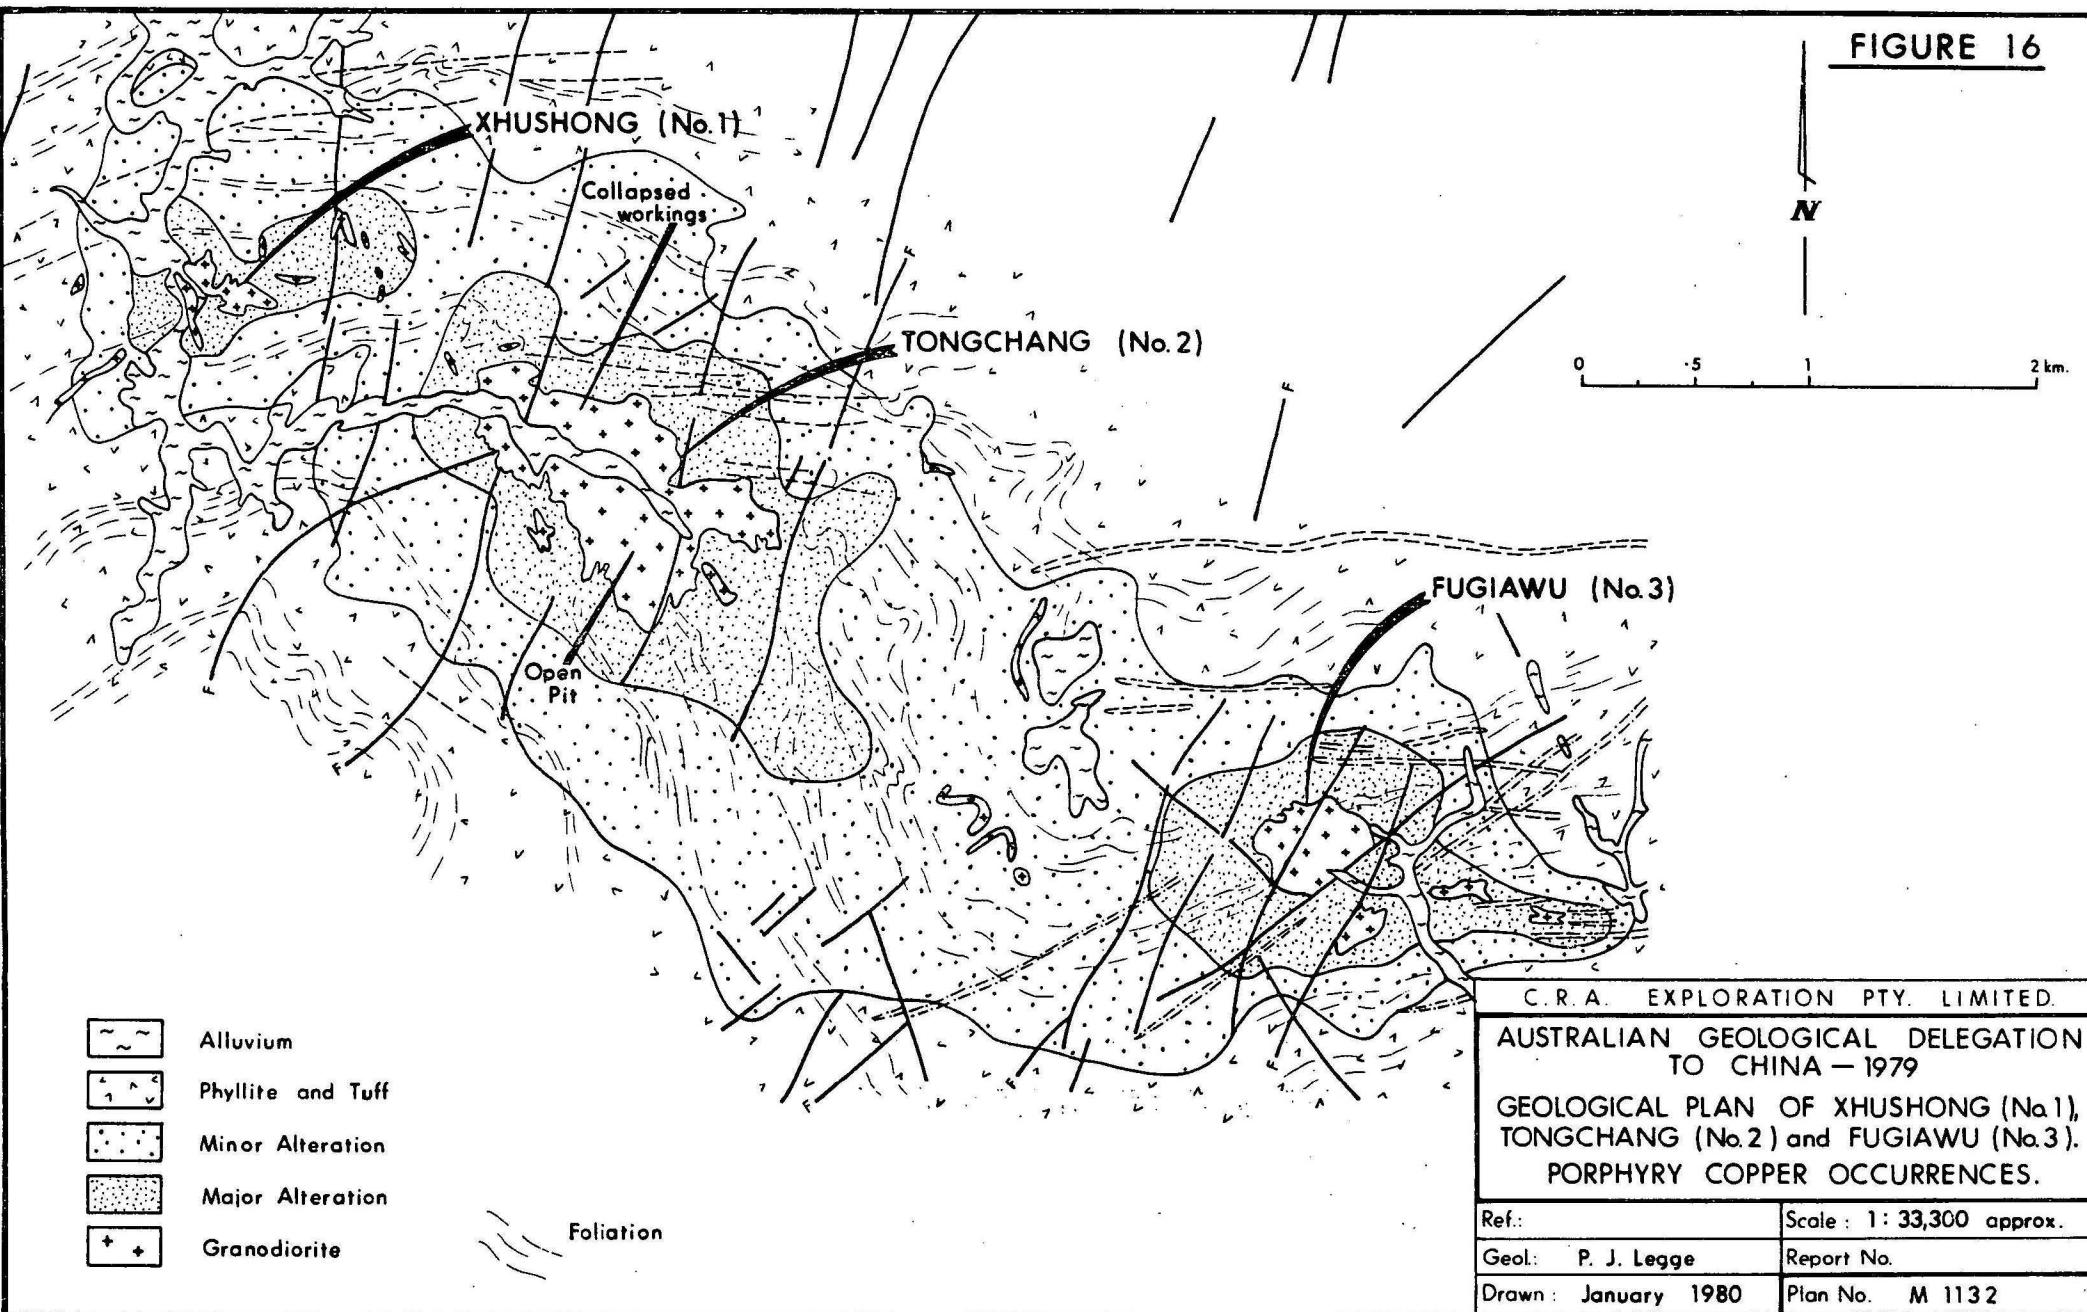 FIGURE 16
XHUSHONG (No.1)
Collapsed
workings
N
TONGCHANG (No.2)
0 .5 1 2 km.
F
F
FUGIAWU (No.3)
F
F
Open
Pit
F
F
F
F
Alluvium
Phyllite and Tuff
Minor Alteration
Major Alteration
Granodiorite
Foliation
C.R.A. EXPLORATION PTY. LIMITED.
AUSTRALIAN GEOLOGICAL DELEGATION
TO CHINA — 1979
GEOLOGICAL PLAN OF XHUSHONG (No.1),
TONGCHANG (No.2) and FUGIAWU (No.3).
PORPHYRY COPPER OCCURRENCES.
Ref.:
Scale : 1 : 33,300 approx.
Geol.: P. J. Legge
Report No.
Drawn : January 1980
Plan No. M 1132